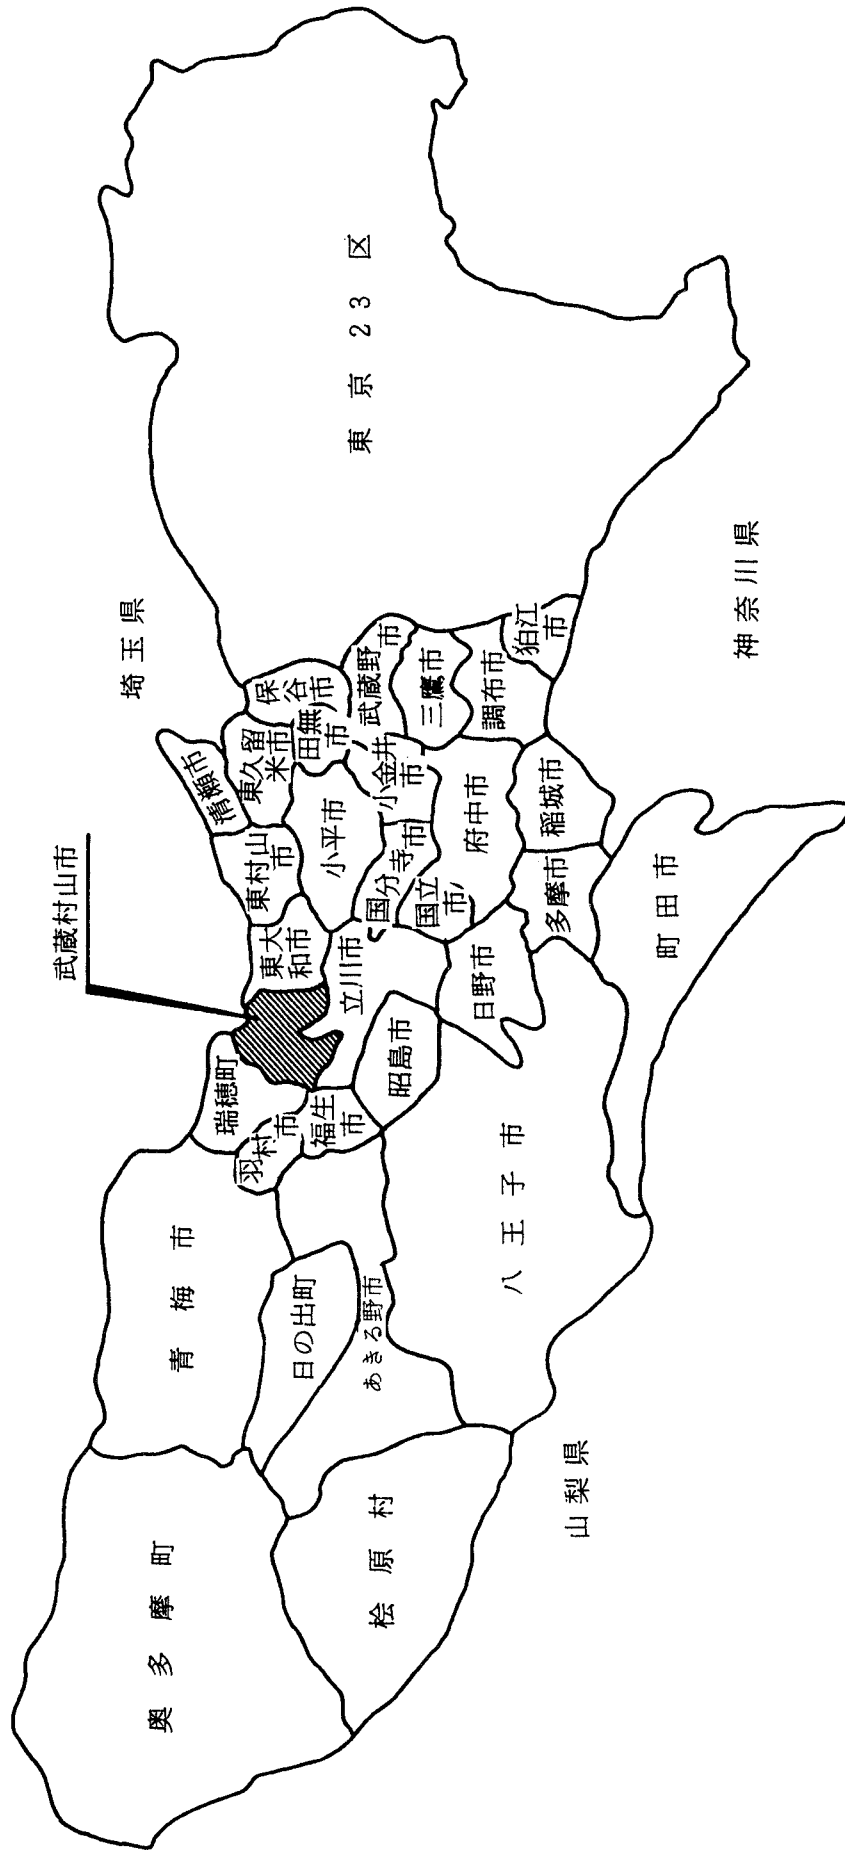 埼玉県
武蔵村山市
奥多摩町
青梅市
瑞穂町
羽村市
福生市
日の出町
あきる野市
桧原村
八王子市
昭島市
立川市
東大
和市
東村山
市
清瀬市
東久留
米市
保谷
市
田無
市
小平市
小金井
市
武蔵野
市
三鷹市
調布市
狛江
市
国分寺市
国立
市
府中市
日野市
多摩市
稲城市
町田市
東京23区
神奈川県
山梨県